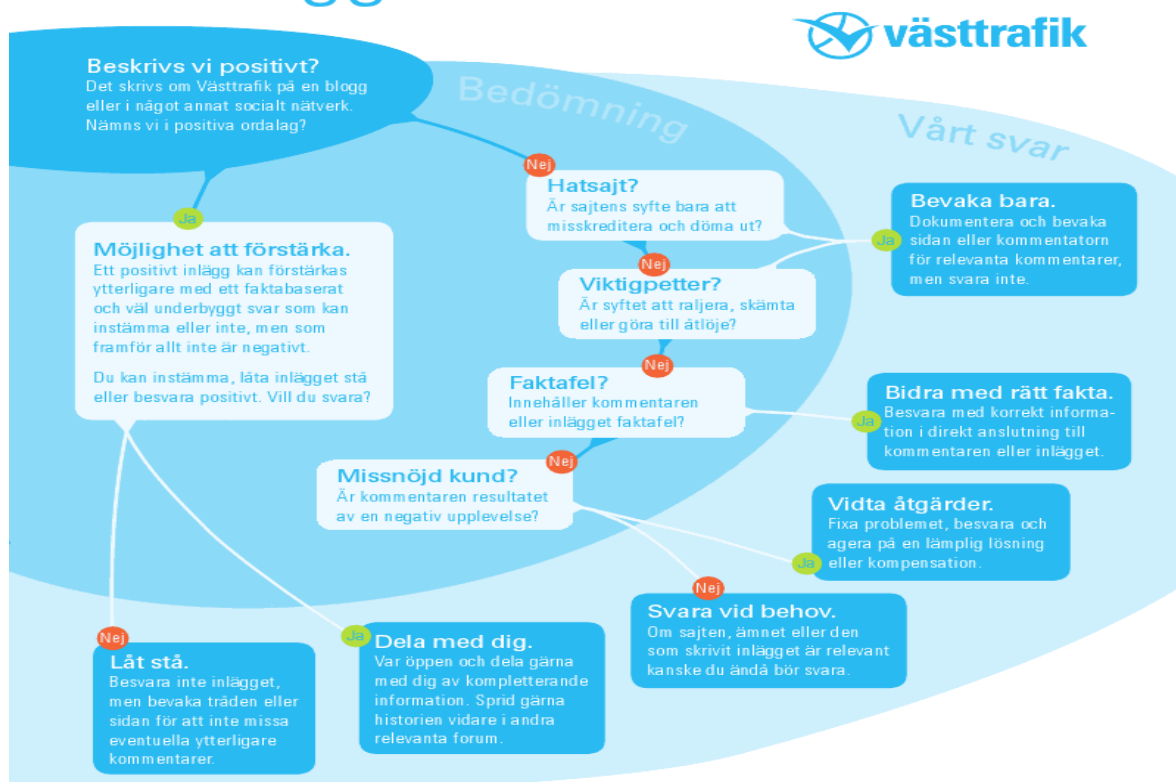 västtrafik
Beskrivs vi positivt?
Det skrivs om Västtrafik på en blogg
eller i något annat socialt nätverk.
Nämns vi i positiva ordalag?
Bedömning
Vårt svar
Nej
Hatsajt?
Är sajtens syfte bara att
misskreditera och döma ut?
Ja
Bevaka bara.
Dokumentera och bevaka
sidan eller kommentatorn
för relevanta kommentarer,
men svara inte.
Ja
Möjlighet att förstärka.
Ett positivt inlägg kan förstärkas
ytterligare med ett faktabaserat
och väl underbyggt svar som kan
instämma eller inte, men som
framför allt inte är negativt.
Du kan instämma, låta inlägget stå
eller besvara positivt. Vill du svara?
Nej
Viktigpetter?
Är syftet att raljera, skämta
eller göra till åtlöje?
Nej
Faktafel?
Innehåller kommentaren
eller inlägget faktafel?
Ja
Bidra med rätt fakta.
Besvara med korrekt informa-
tion i direkt anslutning till
kommentaren eller inlägget.
Nej
Missnöjd kund?
Är kommentaren resultatet
av en negativ upplevelse?
Ja
Vidta åtgärder.
Fixa problemet, besvara och
agera på en lämplig lösning
eller kompensation.
Nej
Svara vid behov.
Om sajten, ämnet eller den
som skrivit inlägget är relevant
kanske du ändå bör svara.
Nej
Låt stå.
Besvara inte inlägget,
men bevaka tråden eller
sidan för att inte missa
eventuella ytterligare
kommentarer.
Ja
Dela med dig.
Var öppen och dela gärna
med dig av kompletterande
information. Sprid gärna
historien vidare i andra
relevanta forum.